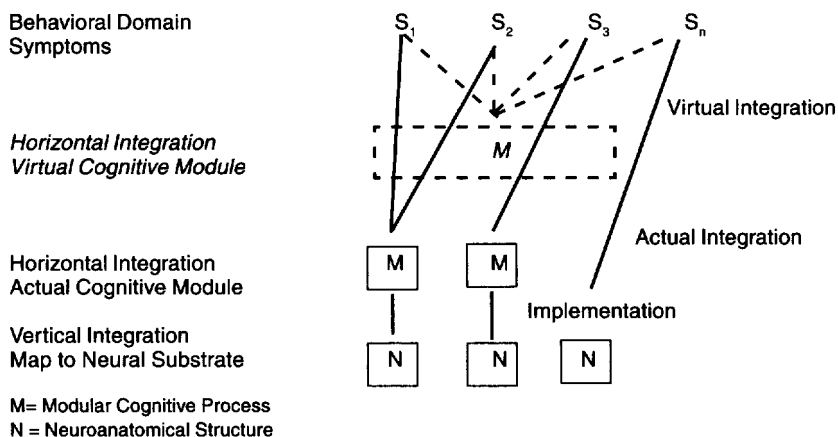 Behavioral Domain
Symptoms
S1 S2 S3 Sn
Virtual Integration
Horizontal Integration
Virtual Cognitive Module
M
Actual Integration
Horizontal Integration
Actual Cognitive Module
M M
Implementation
Vertical Integration
Map to Neural Substrate
N N N
M= Modular Cognitive Process
N = Neuroanatomical Structure